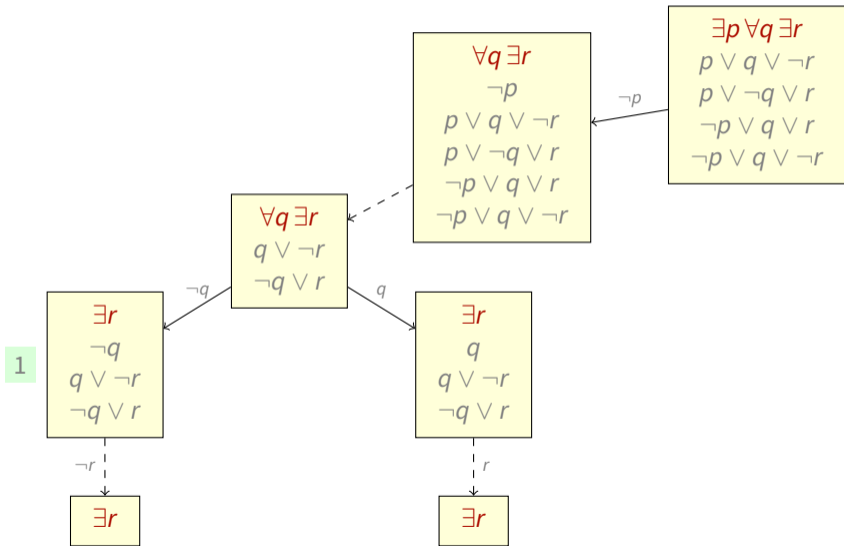 ∃p ∀q ∃r
p ∨ q ∨ ¬r
p ∨ ¬q ∨ r
¬p ∨ q ∨ r
¬p ∨ q ∨ ¬r
¬p
∀q ∃r
¬p
p ∨ q ∨ ¬r
p ∨ ¬q ∨ r
¬p ∨ q ∨ r
¬p ∨ q ∨ ¬r
∀q ∃r
q ∨ ¬r
¬q ∨ r
¬q
q
1
∃r
¬q
q ∨ ¬r
¬q ∨ r
∃r
q
q ∨ ¬r
¬q ∨ r
¬r
r
∃r
∃r